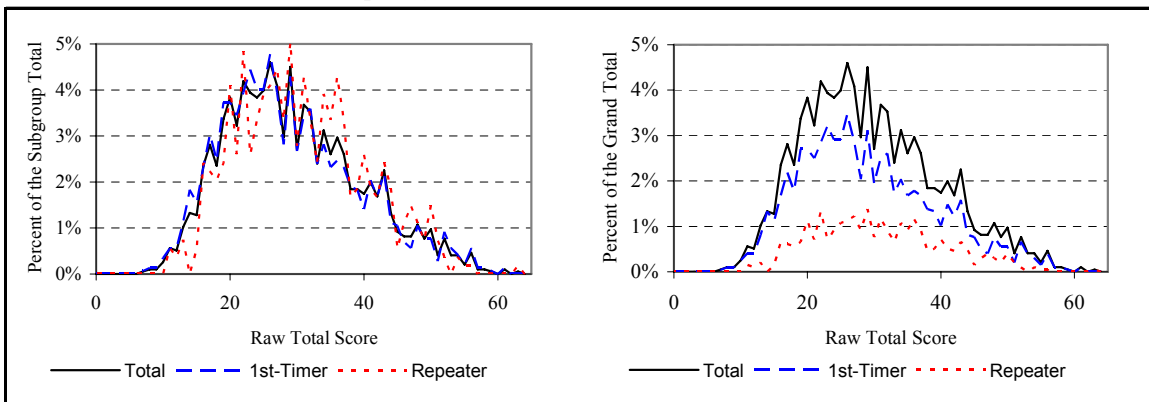 Percent of the Subgroup Total
5%
4%
3%
2%
1%
0%
0 20 40 60
Raw Total Score
Total 1st-Timer Repeater
Percent of the Grand Total
5%
4%
3%
2%
1%
0%
0 20 40 60
Raw Total Score
Total 1st-Timer Repeater